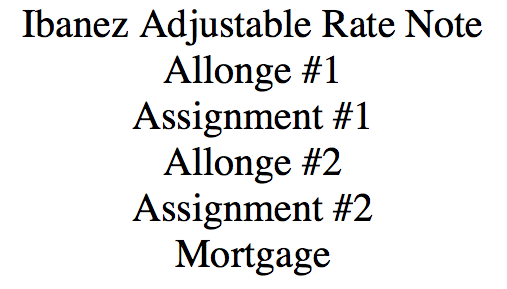 Ibanez Adjustable Rate Note
Allonge #1
Assignment #1
Allonge #2
Assignment #2
Mortgage